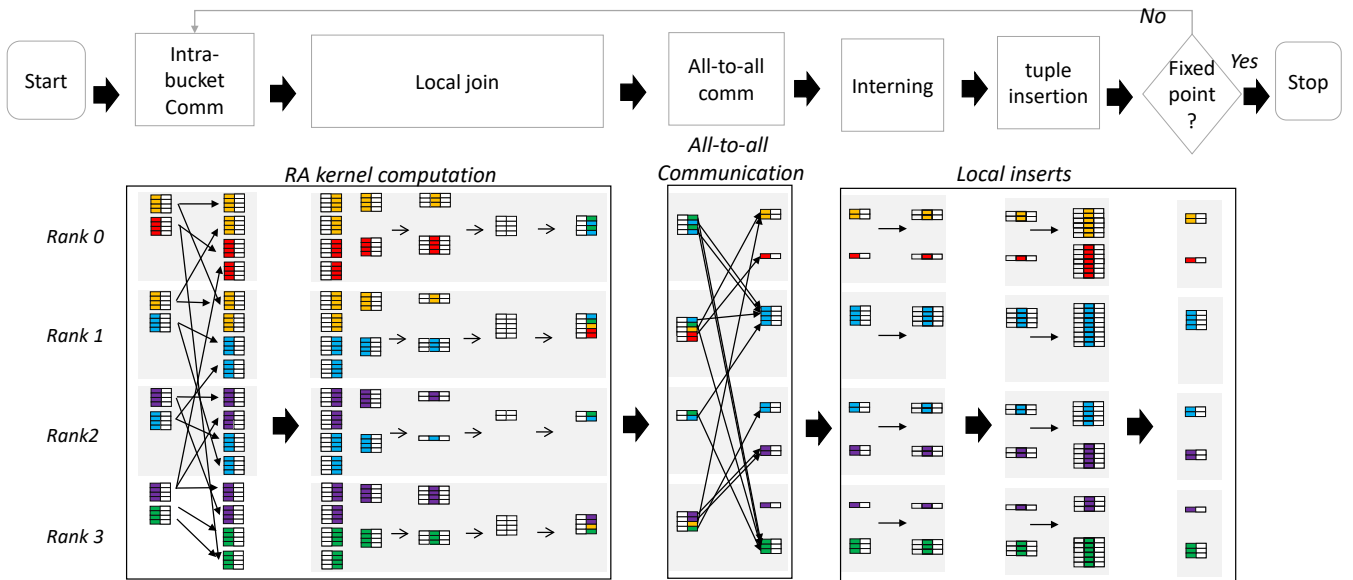 No
Start
Intra-
bucket
Comm
Local join
All-to-all
comm
Interning
tuple
insertion
Fixed
point
?
Yes
Stop
RA kernel computation
All-to-all
Communication
Local inserts
Rank 0
Rank 1
Rank2
Rank 3